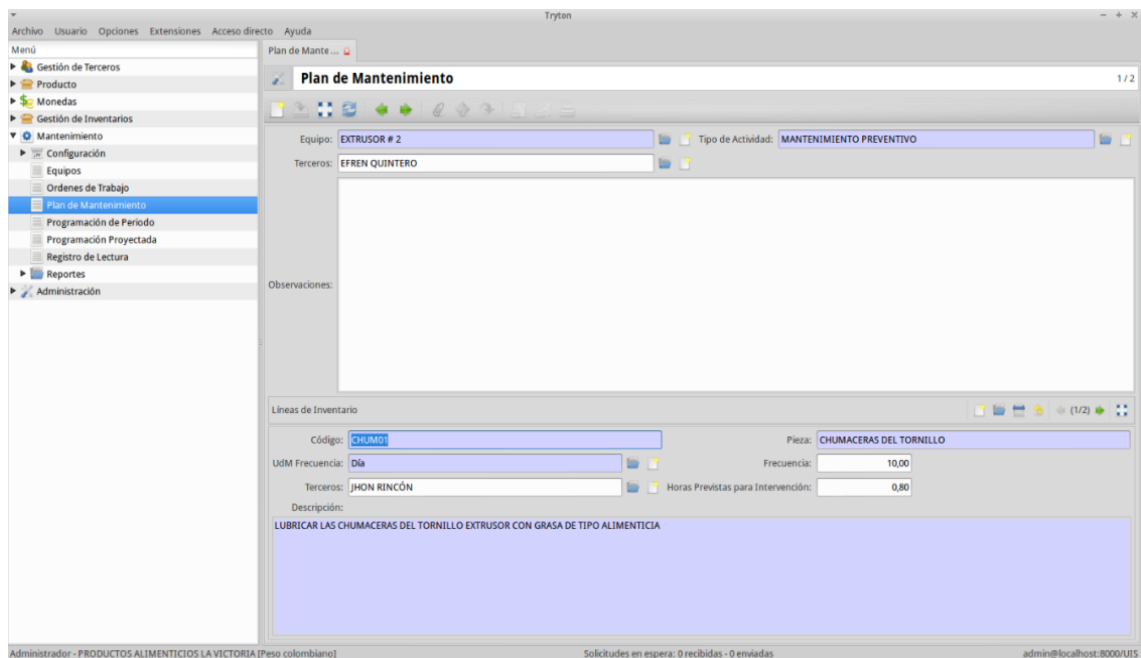 Tryton
Archivo Usuario Opciones Extensiones Acceso directo Ayuda
Menú
Gestión de Terceros
Producto
Monedas
Gestión de Inventarios
Mantenimiento
Configuración
Equipos
Ordenes de Trabajo
Plan de Mantenimiento
Programación de Periodo
Programación Proyectada
Registro de Lectura
Reportes
Administración
Plan de Mante ...
Plan de Mantenimiento 1 / 2
Equipo: EXTRUSOR # 2 Tipo de Actividad: MANTENIMIENTO PREVENTIVO
Terceros: EFREN QUINTERO
Observaciones:
Líneas de Inventario (1/2)
Código: CHUM01 Pieza: CHUMACERAS DEL TORNILLO
UdM Frecuencia: Día Frecuencia: 10,00
Terceros: JHON RINCÓN Horas Previstas para Intervención: 0,80
Descripción:
LUBRICAR LAS CHUMACERAS DEL TORNILLO EXTRUSOR CON GRASA DE TIPO ALIMENTICIA
Administrador - PRODUCTOS ALIMENTICIOS LA VICTORIA [Peso colombiano] Solicitudes en espera: 0 recibidas - 0 enviadas admin@localhost:8000/UIS